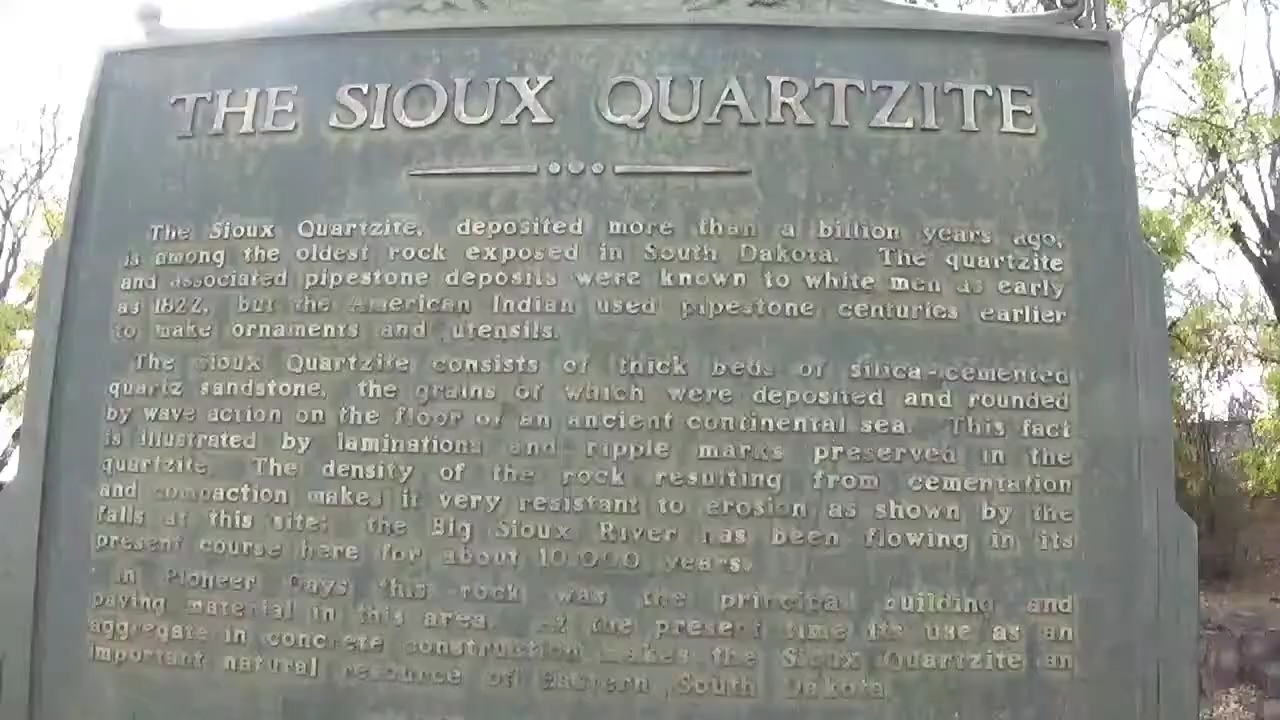 THE SIOUX QUARTZITE
The Sioux Quartzite, deposited more than a billion years ago,
is among the oldest rock exposed in South Dakota. The quartzite
and associated pipestone deposits were known to white men as early
as 1822, but the American Indian used pipestone centuries earlier
to make ornaments and utensils.
The Sioux Quartzite consists of thick beds of silica-cemented
quartz sandstone, the grains of which were deposited and rounded
by wave action on the floor of an ancient continental sea. This fact
is illustrated by laminations and ripple marks preserved in the
quartzite. The density of the rock resulting from cementation
and compaction makes it very resistant to erosion as shown by the
falls at this site; the Big Sioux River has been flowing in its
present course here for about 10,000 years.
In Pioneer Days this rock was the principal building and
paving material in this area. At the present time its use as an
aggregate in concrete construction makes the Sioux Quartzite an
important natural resource of Eastern South Dakota.